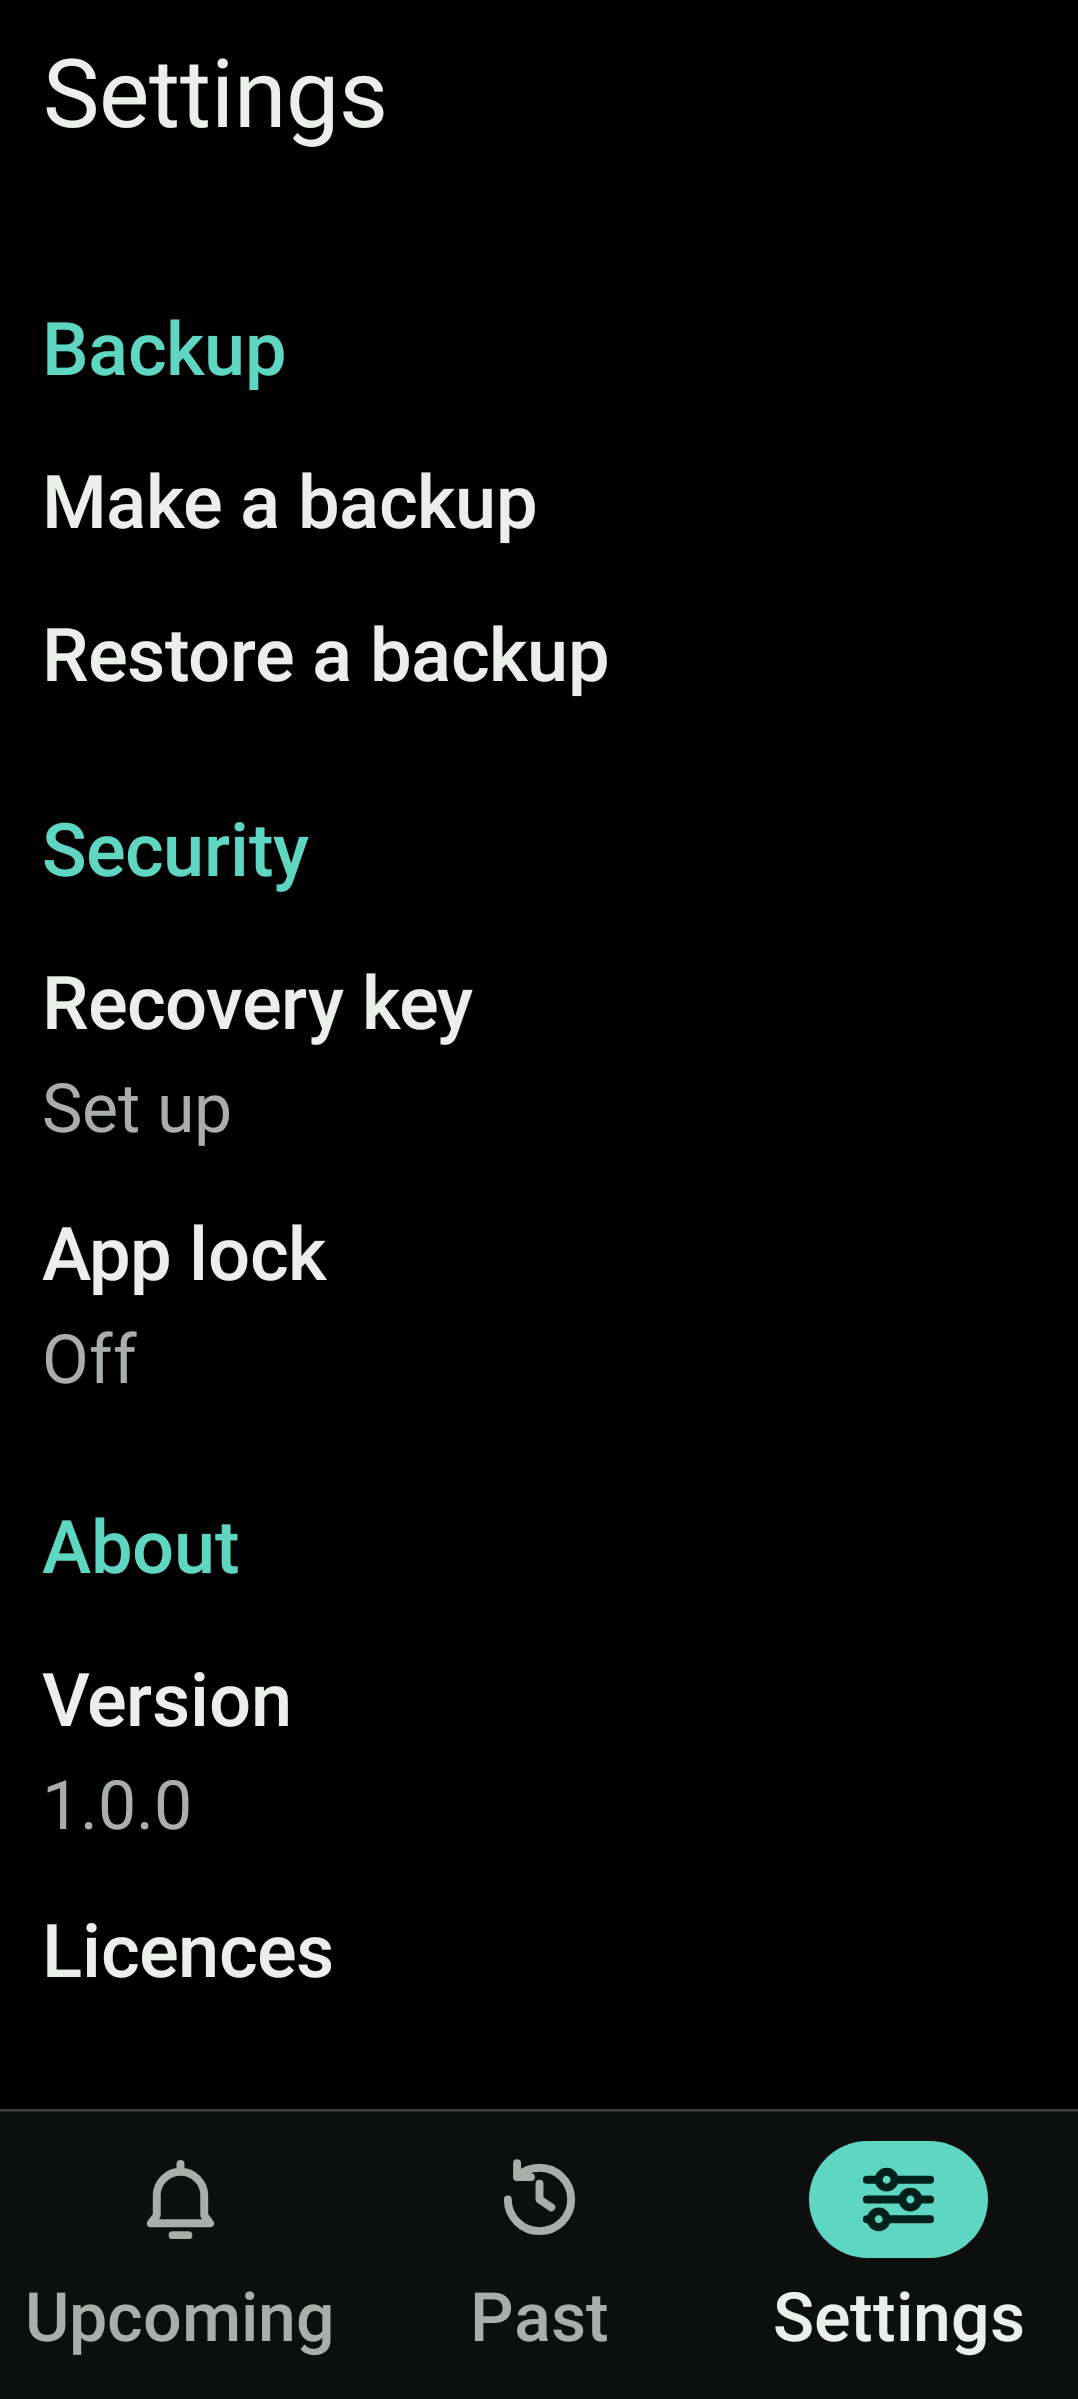 Settings
Backup
Make a backup
Restore a backup
Security
Recovery key
Set up
App lock
Off
About
Version
1.0.0
Licences
Upcoming
Past
Settings